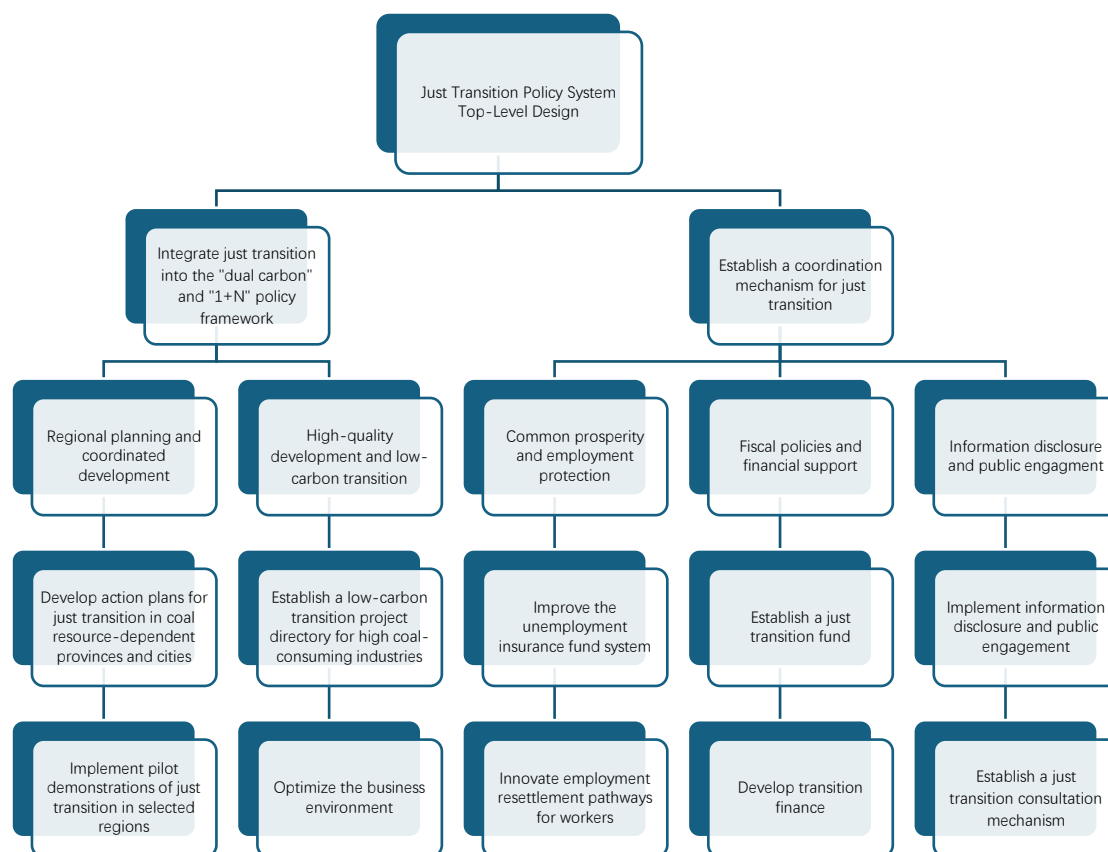 Just Transition Policy System
Top-Level Design
Integrate just transition
into the "dual carbon"
and "1+N" policy
framework
Establish a coordination
mechanism for just
transition
Regional planning and
coordinated
development
High-quality
development and low-
carbon transition
Common prosperity
and employment
protection
Fiscal policies and
financial support
Information disclosure
and public engagment
Develop action plans for
just transition in coal
resource-dependent
provinces and cities
Establish a low-carbon
transition project
directory for high coal-
consuming industries
Improve the
unemployment
insurance fund system
Establish a just
transition fund
Implement information
disclosure and public
engagement
Implement pilot
demonstrations of just
transition in selected
regions
Optimize the business
environment
Innovate employment
resettlement pathways
for workers
Develop transition
finance
Establish a just
transition consultation
mechanism